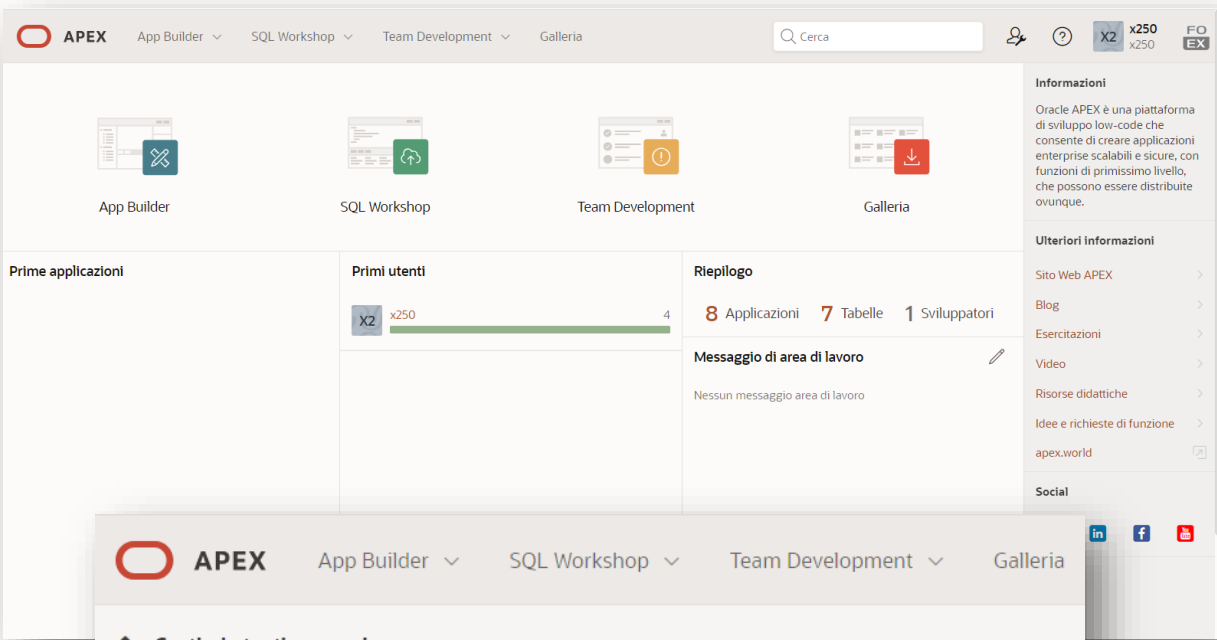 APEX App Builder SQL Workshop Team Development Galleria Cerca X2 x250 x250 FO EX
App Builder SQL Workshop Team Development Galleria
Prime applicazioni
Primi utenti
X2 x250 4
Riepilogo
8 Applicazioni 7 Tabelle 1 Sviluppatori
Messaggio di area di lavoro
Nessun messaggio area di lavoro
Informazioni
Oracle APEX è una piattaforma
di sviluppo low-code che
consente di creare applicazioni
enterprise scalabili e sicure, con
funzioni di primissimo livello,
che possono essere distribuite
ovunque.
Ulteriori informazioni
Sito Web APEX
Blog
Esercitazioni
Video
Risorse didattiche
Idee e richieste di funzione
apex.world
Social
APEX App Builder SQL Workshop Team Development Galleria